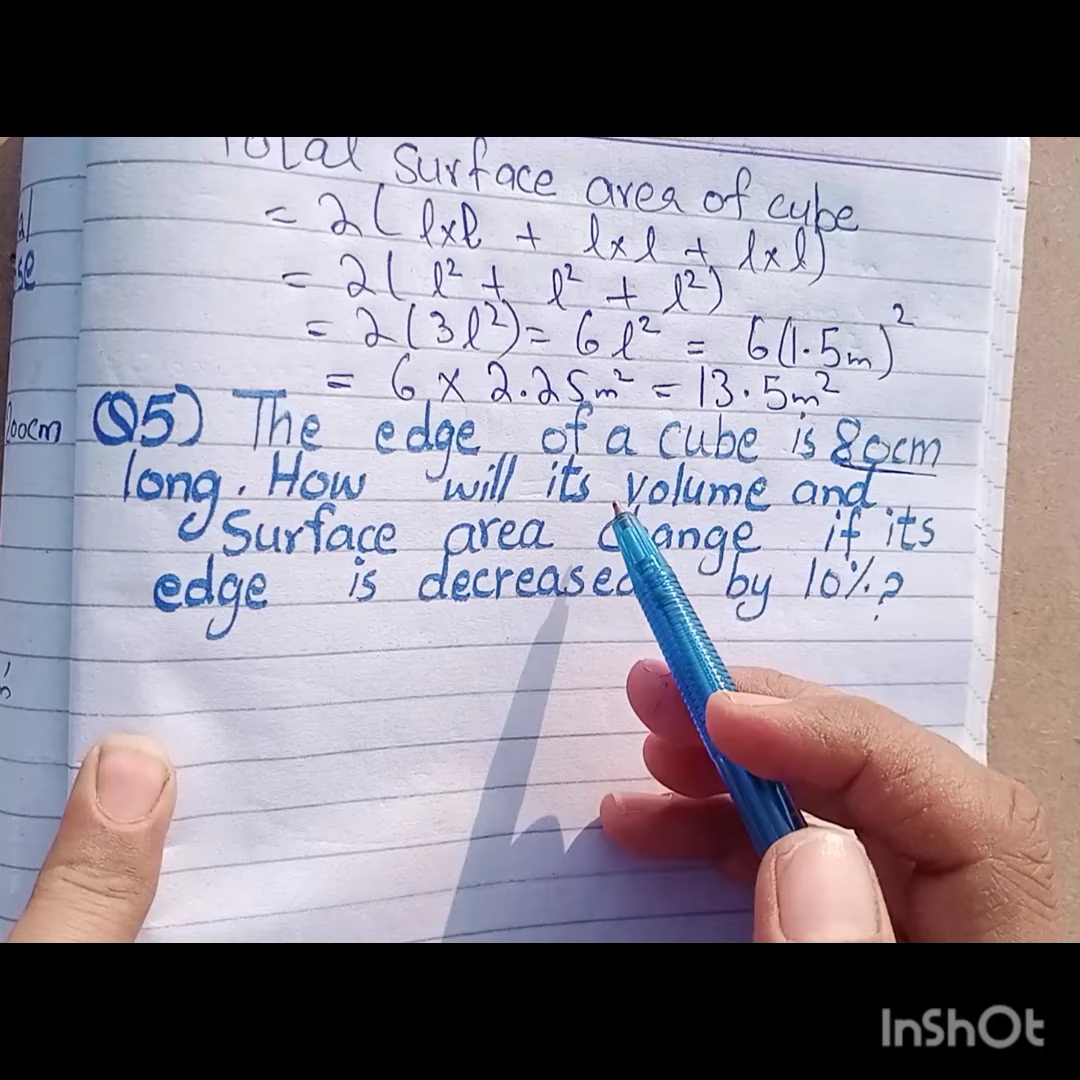 Total surface area of cube
= 2( l×l + l×l + l×l)
= 2( l² + l² + l²)
= 2(3l²) = 6l² = 6(1.5m)²
= 6 × 2.25m² = 13.5m²
Q5) The edge of a cube is 80cm
long. How will its volume and
Surface area change if its
edge is decreased by 10%?
InShOt